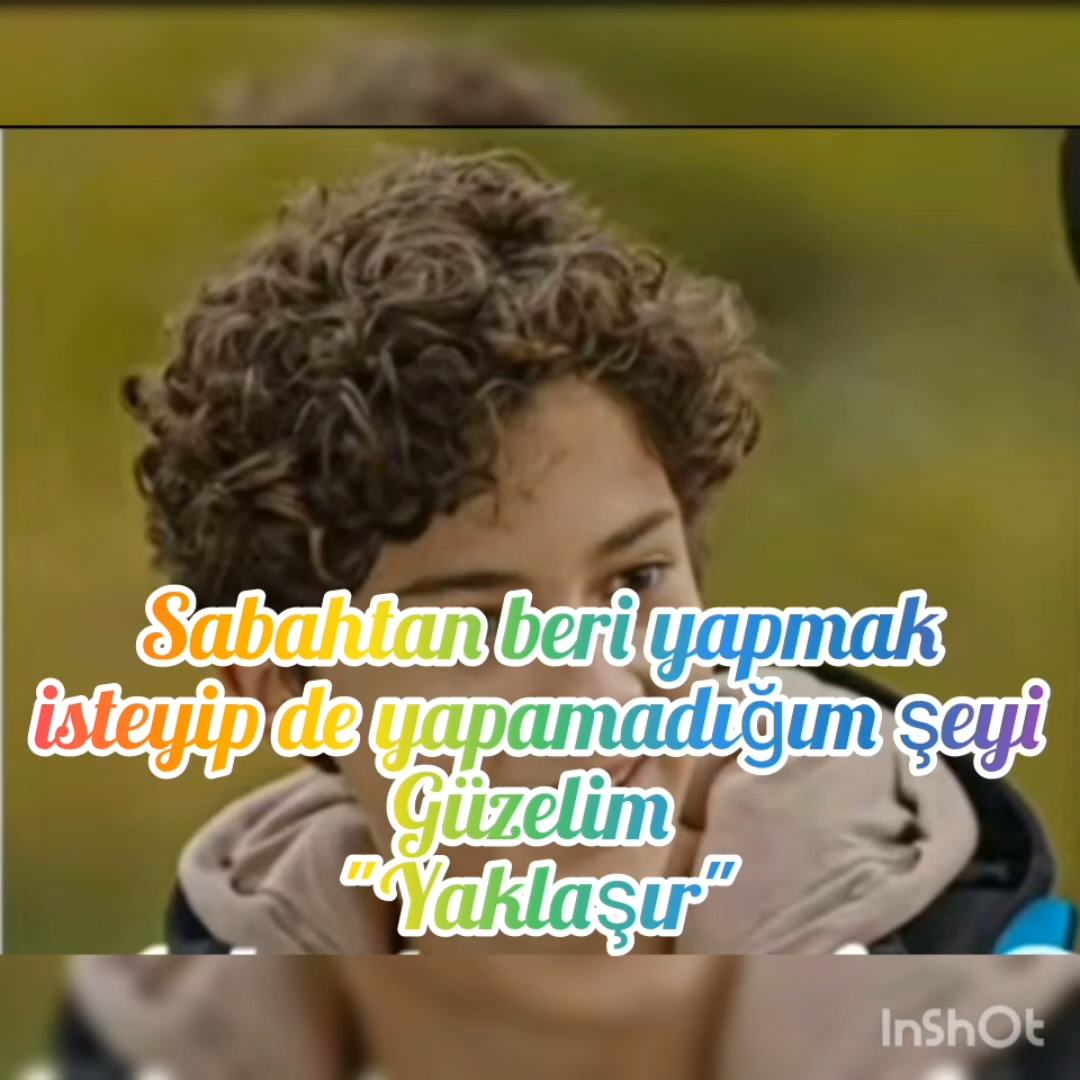 Sabahtan beri yapmak
isteyip de yapamadığım şeyi
Güzelim
"Yaklaşır"
InShOt